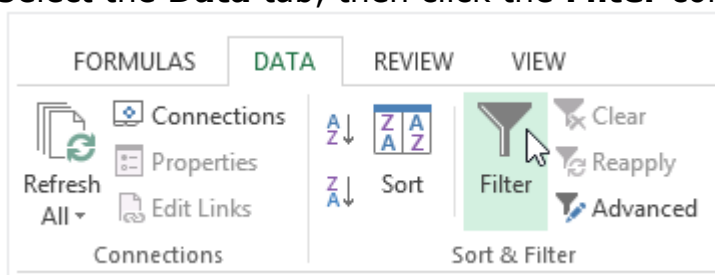 Select the Data tab, then click the Filter co
FORMULAS DATA REVIEW VIEW
Connections
Properties
Edit Links
Refresh
All
A
Z
Z
A
Z A
A Z
Sort
Filter
Clear
Reapply
Advanced
Connections
Sort & Filter